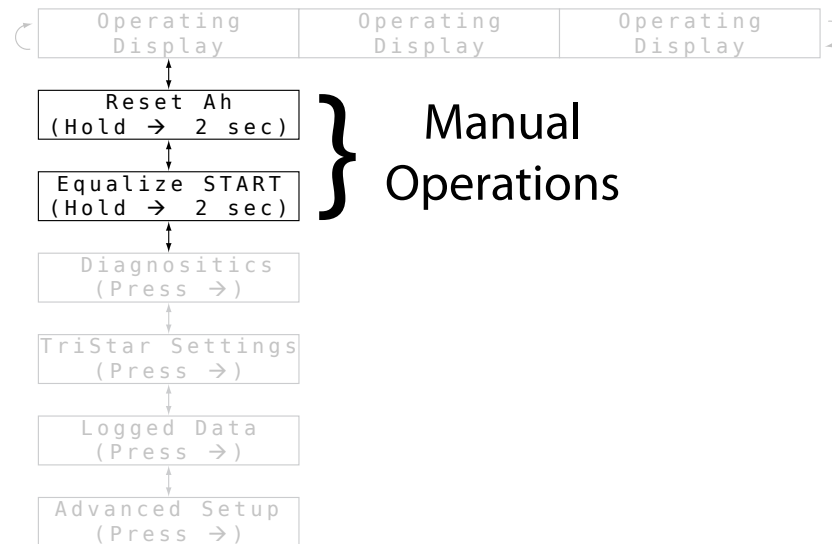 Operating Operating Operating
Display Display Display
Reset Ah
(Hold → 2 sec)
Equalize START
(Hold → 2 sec)
} Manual
Operations
Diagnositics
(Press →)
TriStar Settings
(Press →)
Logged Data
(Press →)
Advanced Setup
(Press →)